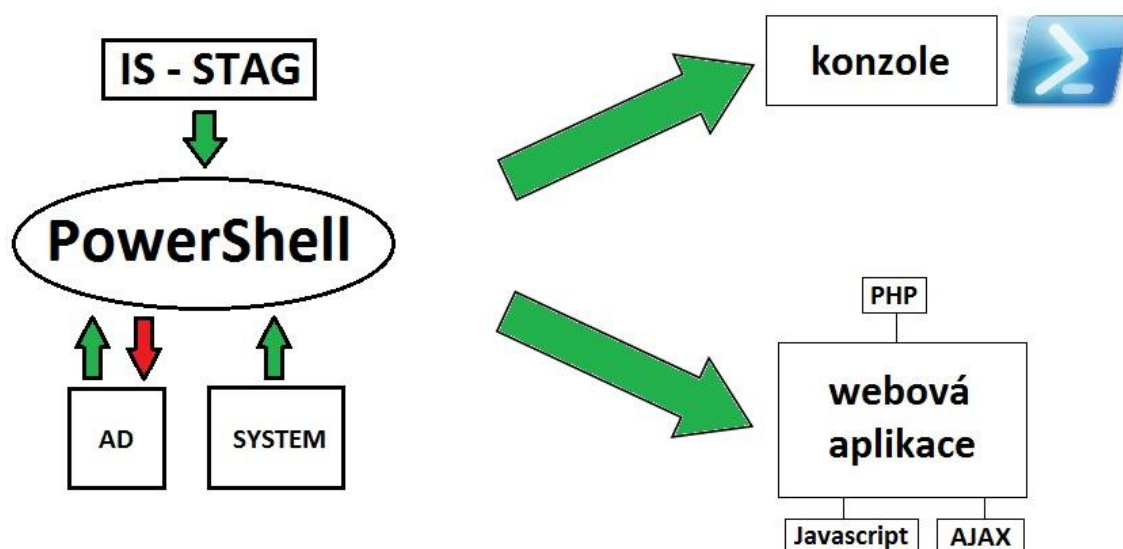 IS - STAG
PowerShell
AD
SYSTEM
konzole
PHP
webová
aplikace
Javascript
AJAX